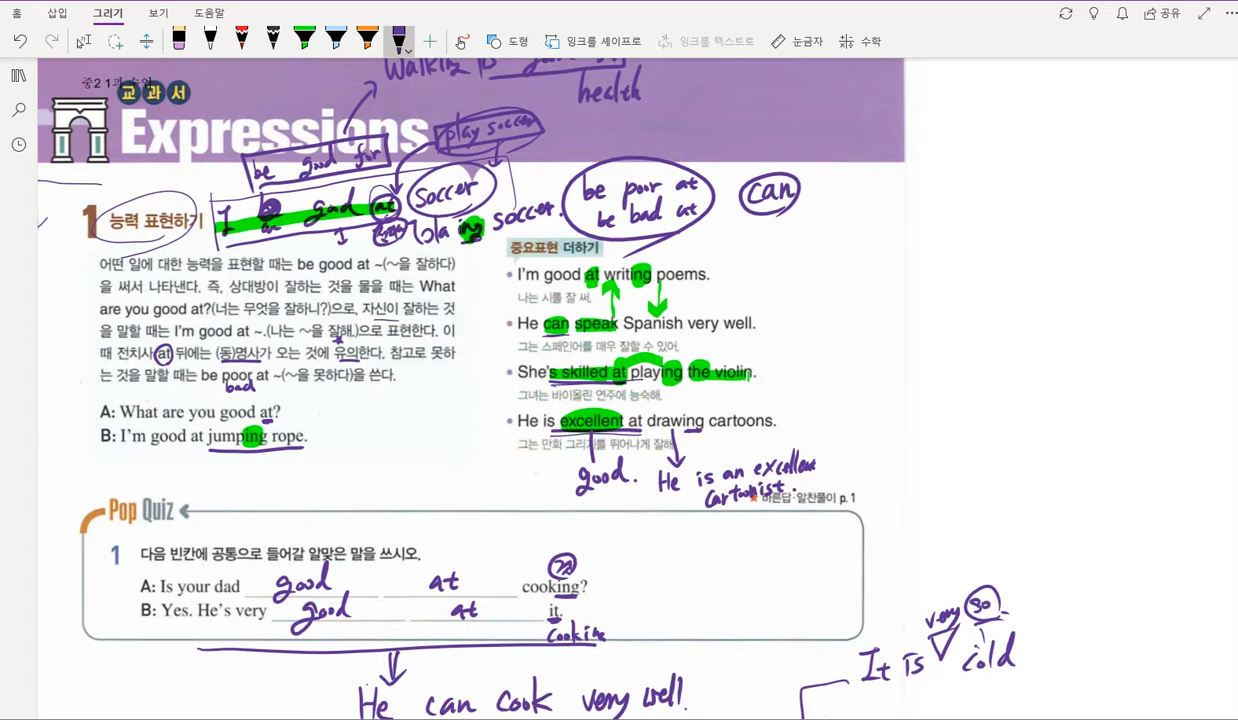 홈 삽입 그리기 보기 도움말
공유
도형 잉크를 셰이프로 잉크를 텍스트로 눈금자 수학
중2 1과 수업
Walking is
health
교과서
Expressions
play soccer
be good for
1 능력 표현하기
I am good at soccer
soccer.
be poor at
be bad at
can
어떤 일에 대한 능력을 표현할 때는 be good at ~(~을 잘하다)
을 써서 나타낸다. 즉, 상대방이 잘하는 것을 물을 때는 What
are you good at?(너는 무엇을 잘하니?)으로, 자신이 잘하는 것
을 말할 때는 I'm good at ~.(나는 ~을 잘해.)으로 표현한다. 이
때 전치사 at 뒤에는 (동)명사가 오는 것에 유의한다. 참고로 못하
는 것을 말할 때는 be poor at ~(~을 못하다)을 쓴다.
bad
A: What are you good at?
B: I'm good at jumping rope.
중요표현 더하기
• I'm good at writing poems.
나는 시를 잘 써.
• He can speak Spanish very well.
그는 스페인어를 매우 잘할 수 있어.
• She's skilled at playing the violin.
그녀는 바이올린 연주에 능숙해.
• He is excellent at drawing cartoons.
그는 만화 그리기를 뛰어나게 잘해.
good.
He is an excellent
cartoonist.
바른답·알찬풀이 p. 1
Pop Quiz
1 다음 빈칸에 공통으로 들어갈 알맞은 말을 쓰시오.
A: Is your dad good at cooking?
B: Yes. He's very good at it.
cooking
He can cook very well.
very so
It is cold